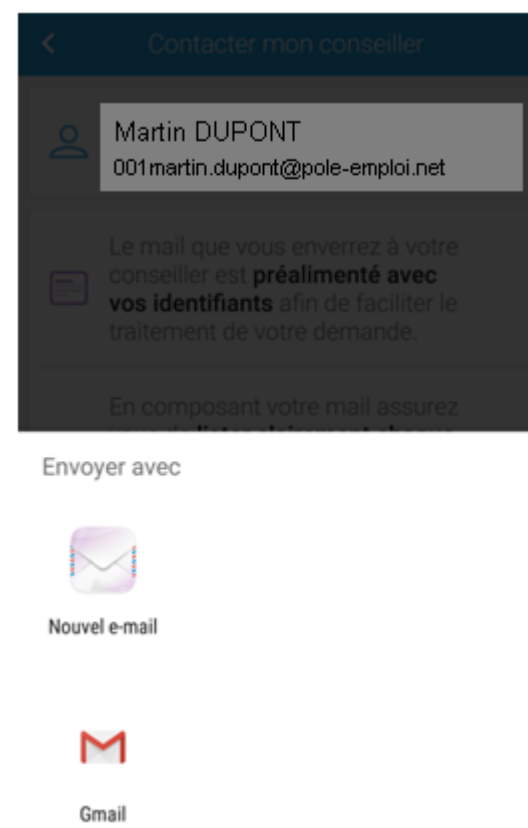 Contacter mon conseiller
Martin DUPONT
001martin.dupont@pole-emploi.net
Le mail que vous enverrez à votre
conseiller est préalimenté avec
vos identifiants afin de faciliter le
traitement de votre demande.
En composant votre mail assurez
Envoyer avec
Nouvel e-mail
Gmail